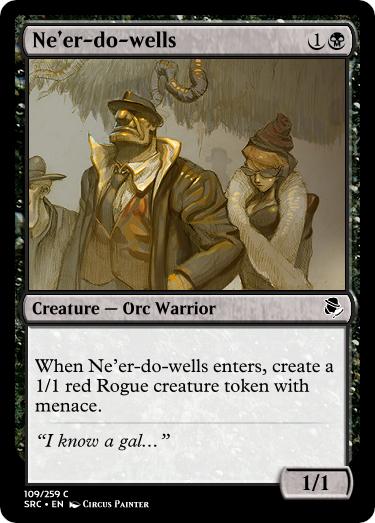 Ne’er-do-wells 1
Creature — Orc Warrior
When Ne’er-do-wells enters, create a
1/1 red Rogue creature token with
menace.
“I know a gal…”
1/1
109/259 C
SRC • EN Circus Painter